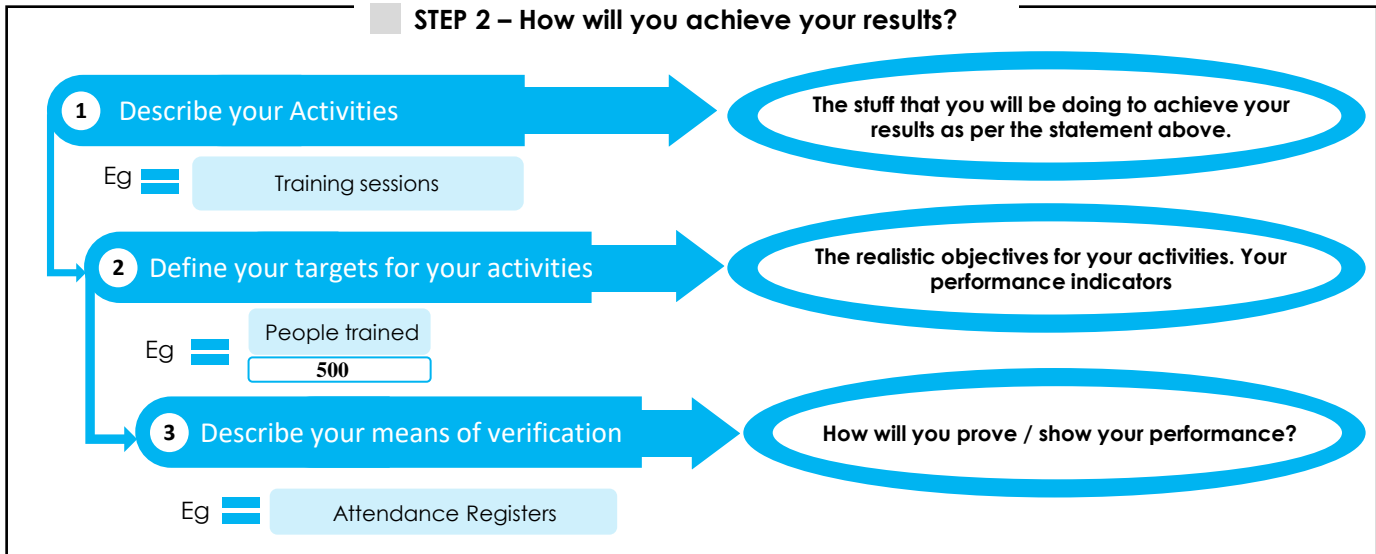 STEP 2 – How will you achieve your results?
1 Describe your Activities
The stuff that you will be doing to achieve your
results as per the statement above.
Eg Training sessions
2 Define your targets for your activities
The realistic objectives for your activities. Your
performance indicators
Eg People trained
500
3 Describe your means of verification
How will you prove / show your performance?
Eg Attendance Registers